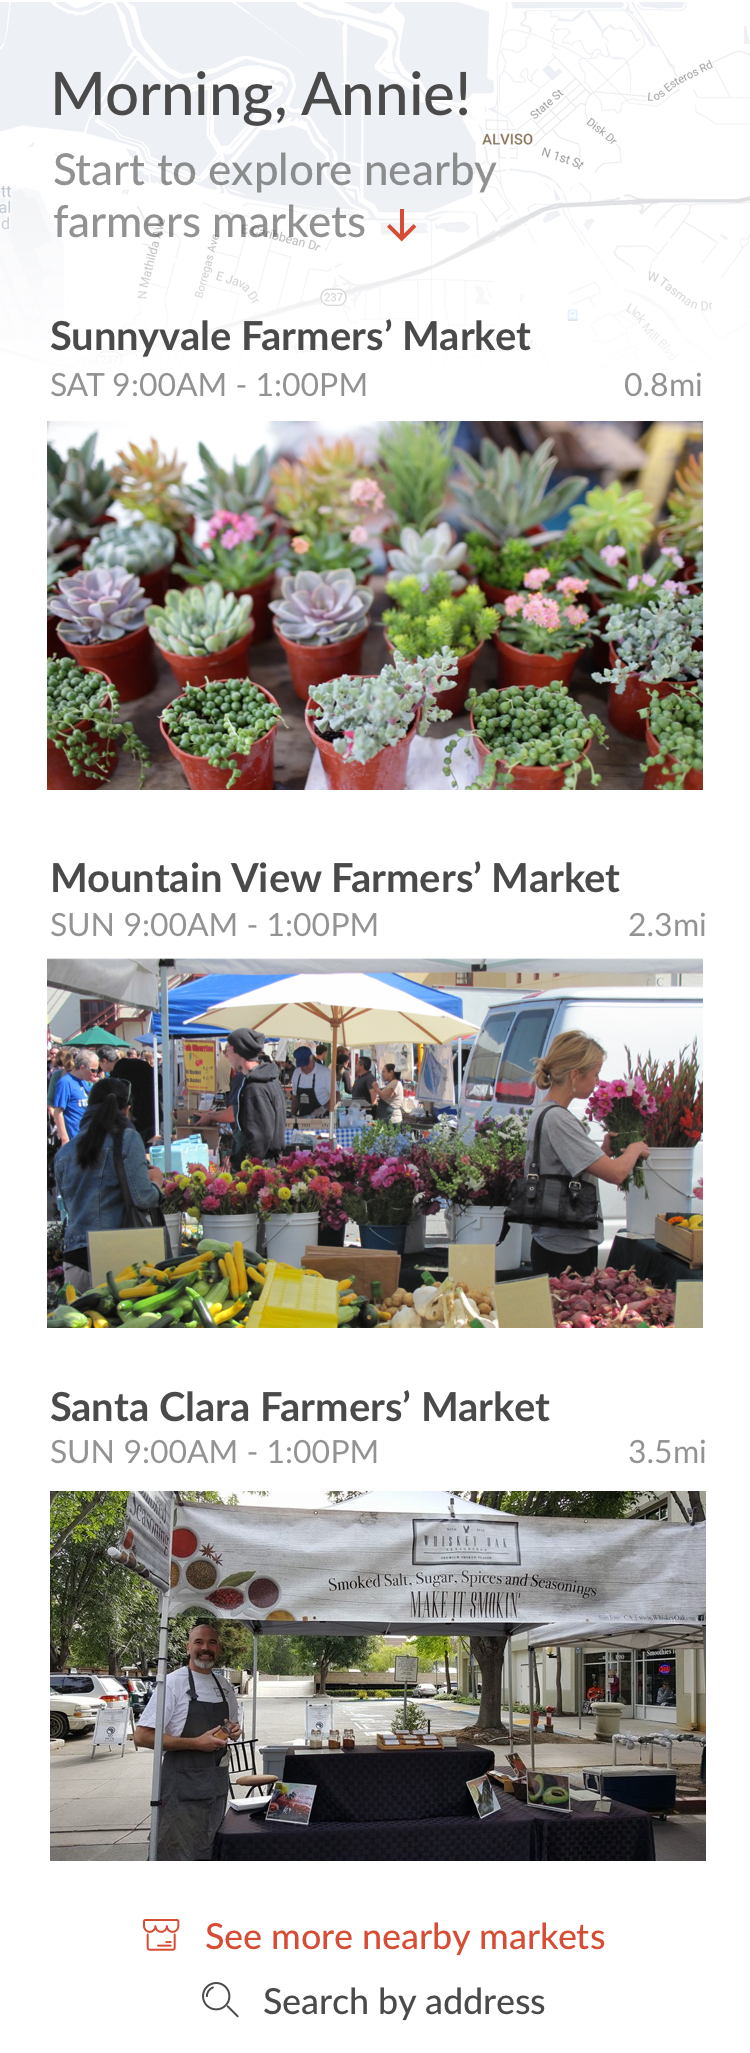 Morning, Annie!
Start to explore nearby
farmers markets
Los Esteros Rd
State St
Disk Dr
ALVISO
N 1st St
N Mathilda
Borregas Ave
Caribbean Dr
E Java Dr
237
W Tasman Dr
Lick Mill Blvd
Sunnyvale Farmers’ Market
SAT 9:00AM - 1:00PM
0.8mi
Mountain View Farmers’ Market
SUN 9:00AM - 1:00PM
2.3mi
Santa Clara Farmers’ Market
SUN 9:00AM - 1:00PM
3.5mi
Seasoning
WHISKEY OAK
Smoked Salt, Sugar, Spices and Seasonings
MAKE IT SMOKIN'
Smoothies
See more nearby markets
Search by address